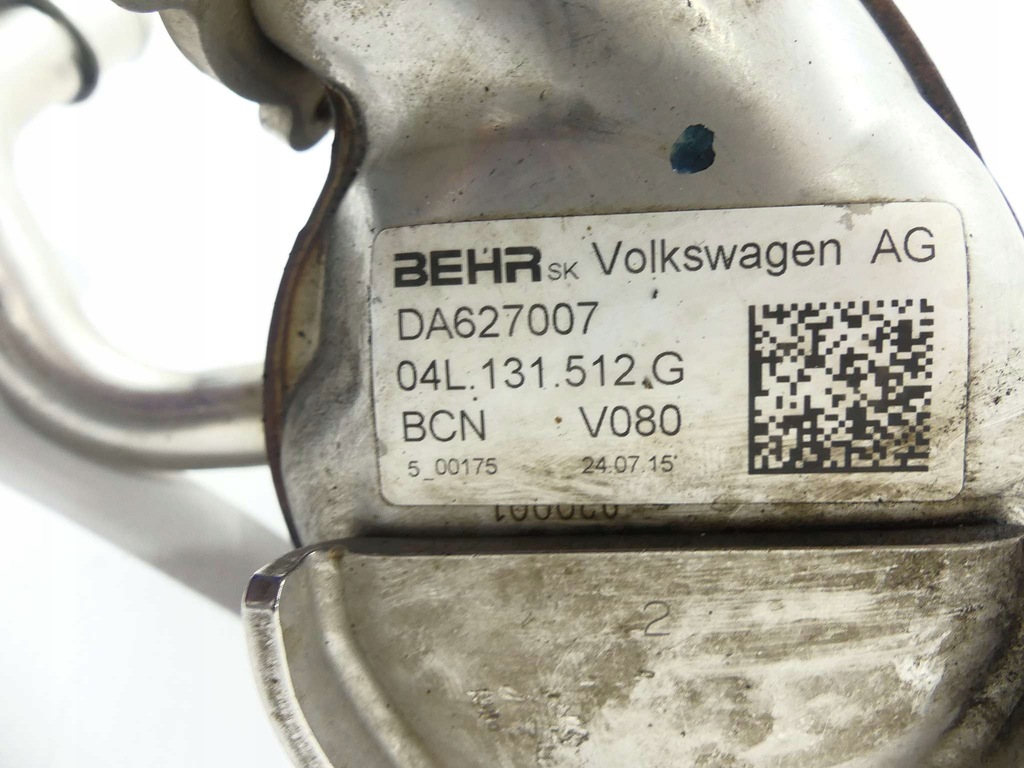 BEHR SK Volkswagen AG
DA627007
04L.131.512.G
BCN V080
5_00175 24.07.15
2